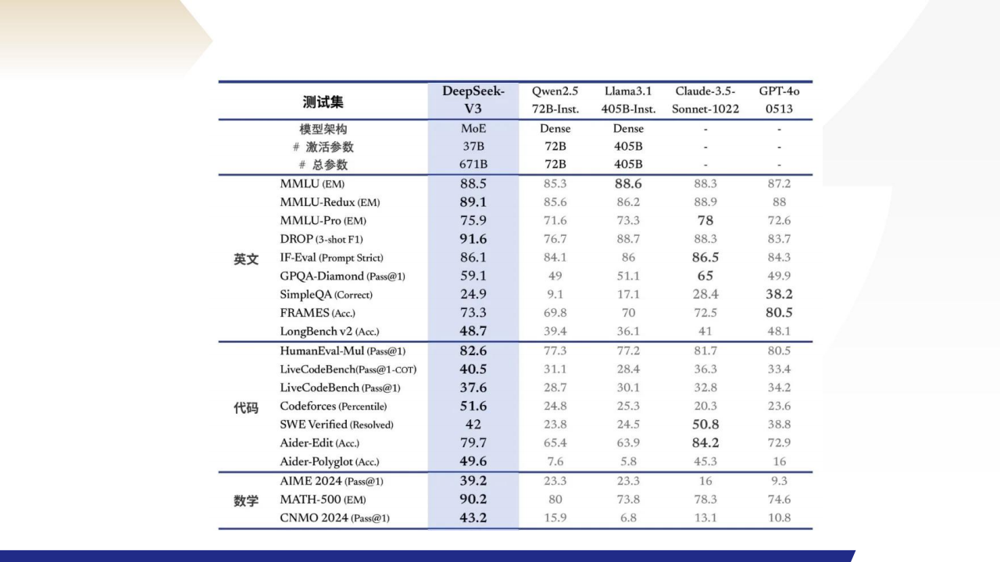 测试集 DeepSeek-V3 Qwen2.5 72B-Inst. Llama3.1 405B-Inst. Claude-3.5-Sonnet-1022 GPT-4o 0513
模型架构 MoE Dense Dense - -
# 激活参数 37B 72B 405B - -
# 总参数 671B 72B 405B - -
英文
MMLU (EM) 88.5 85.3 88.6 88.3 87.2
MMLU-Redux (EM) 89.1 85.6 86.2 88.9 88
MMLU-Pro (EM) 75.9 71.6 73.3 78 72.6
DROP (3-shot F1) 91.6 76.7 88.7 88.3 83.7
IF-Eval (Prompt Strict) 86.1 84.1 86 86.5 84.3
GPQA-Diamond (Pass@1) 59.1 49 51.1 65 49.9
SimpleQA (Correct) 24.9 9.1 17.1 28.4 38.2
FRAMES (Acc.) 73.3 69.8 70 72.5 80.5
LongBench v2 (Acc.) 48.7 39.4 36.1 41 48.1
代码
HumanEval-Mul (Pass@1) 82.6 77.3 77.2 81.7 80.5
LiveCodeBench(Pass@1-COT) 40.5 31.1 28.4 36.3 33.4
LiveCodeBench (Pass@1) 37.6 28.7 30.1 32.8 34.2
Codeforces (Percentile) 51.6 24.8 25.3 20.3 23.6
SWE Verified (Resolved) 42 23.8 24.5 50.8 38.8
Aider-Edit (Acc.) 79.7 65.4 63.9 84.2 72.9
Aider-Polyglot (Acc.) 49.6 7.6 5.8 45.3 16
数学
AIME 2024 (Pass@1) 39.2 23.3 23.3 16 9.3
MATH-500 (EM) 90.2 80 73.8 78.3 74.6
CNMO 2024 (Pass@1) 43.2 15.9 6.8 13.1 10.8